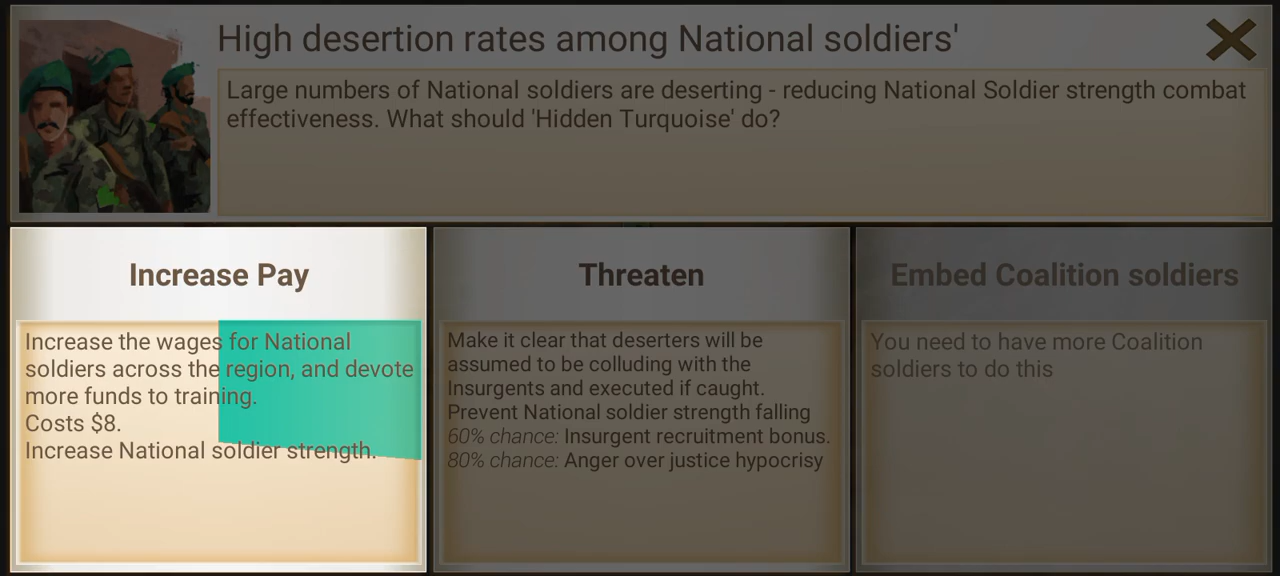 High desertion rates among National soldiers'
Large numbers of National soldiers are deserting - reducing National Soldier strength combat
effectiveness. What should 'Hidden Turquoise' do?
Increase Pay
Increase the wages for National
soldiers across the region, and devote
more funds to training.
Costs $8.
Increase National soldier strength.
Threaten
Make it clear that deserters will be
assumed to be colluding with the
Insurgents and executed if caught.
Prevent National soldier strength falling
60% chance: Insurgent recruitment bonus.
80% chance: Anger over justice hypocrisy
Embed Coalition soldiers
You need to have more Coalition
soldiers to do this